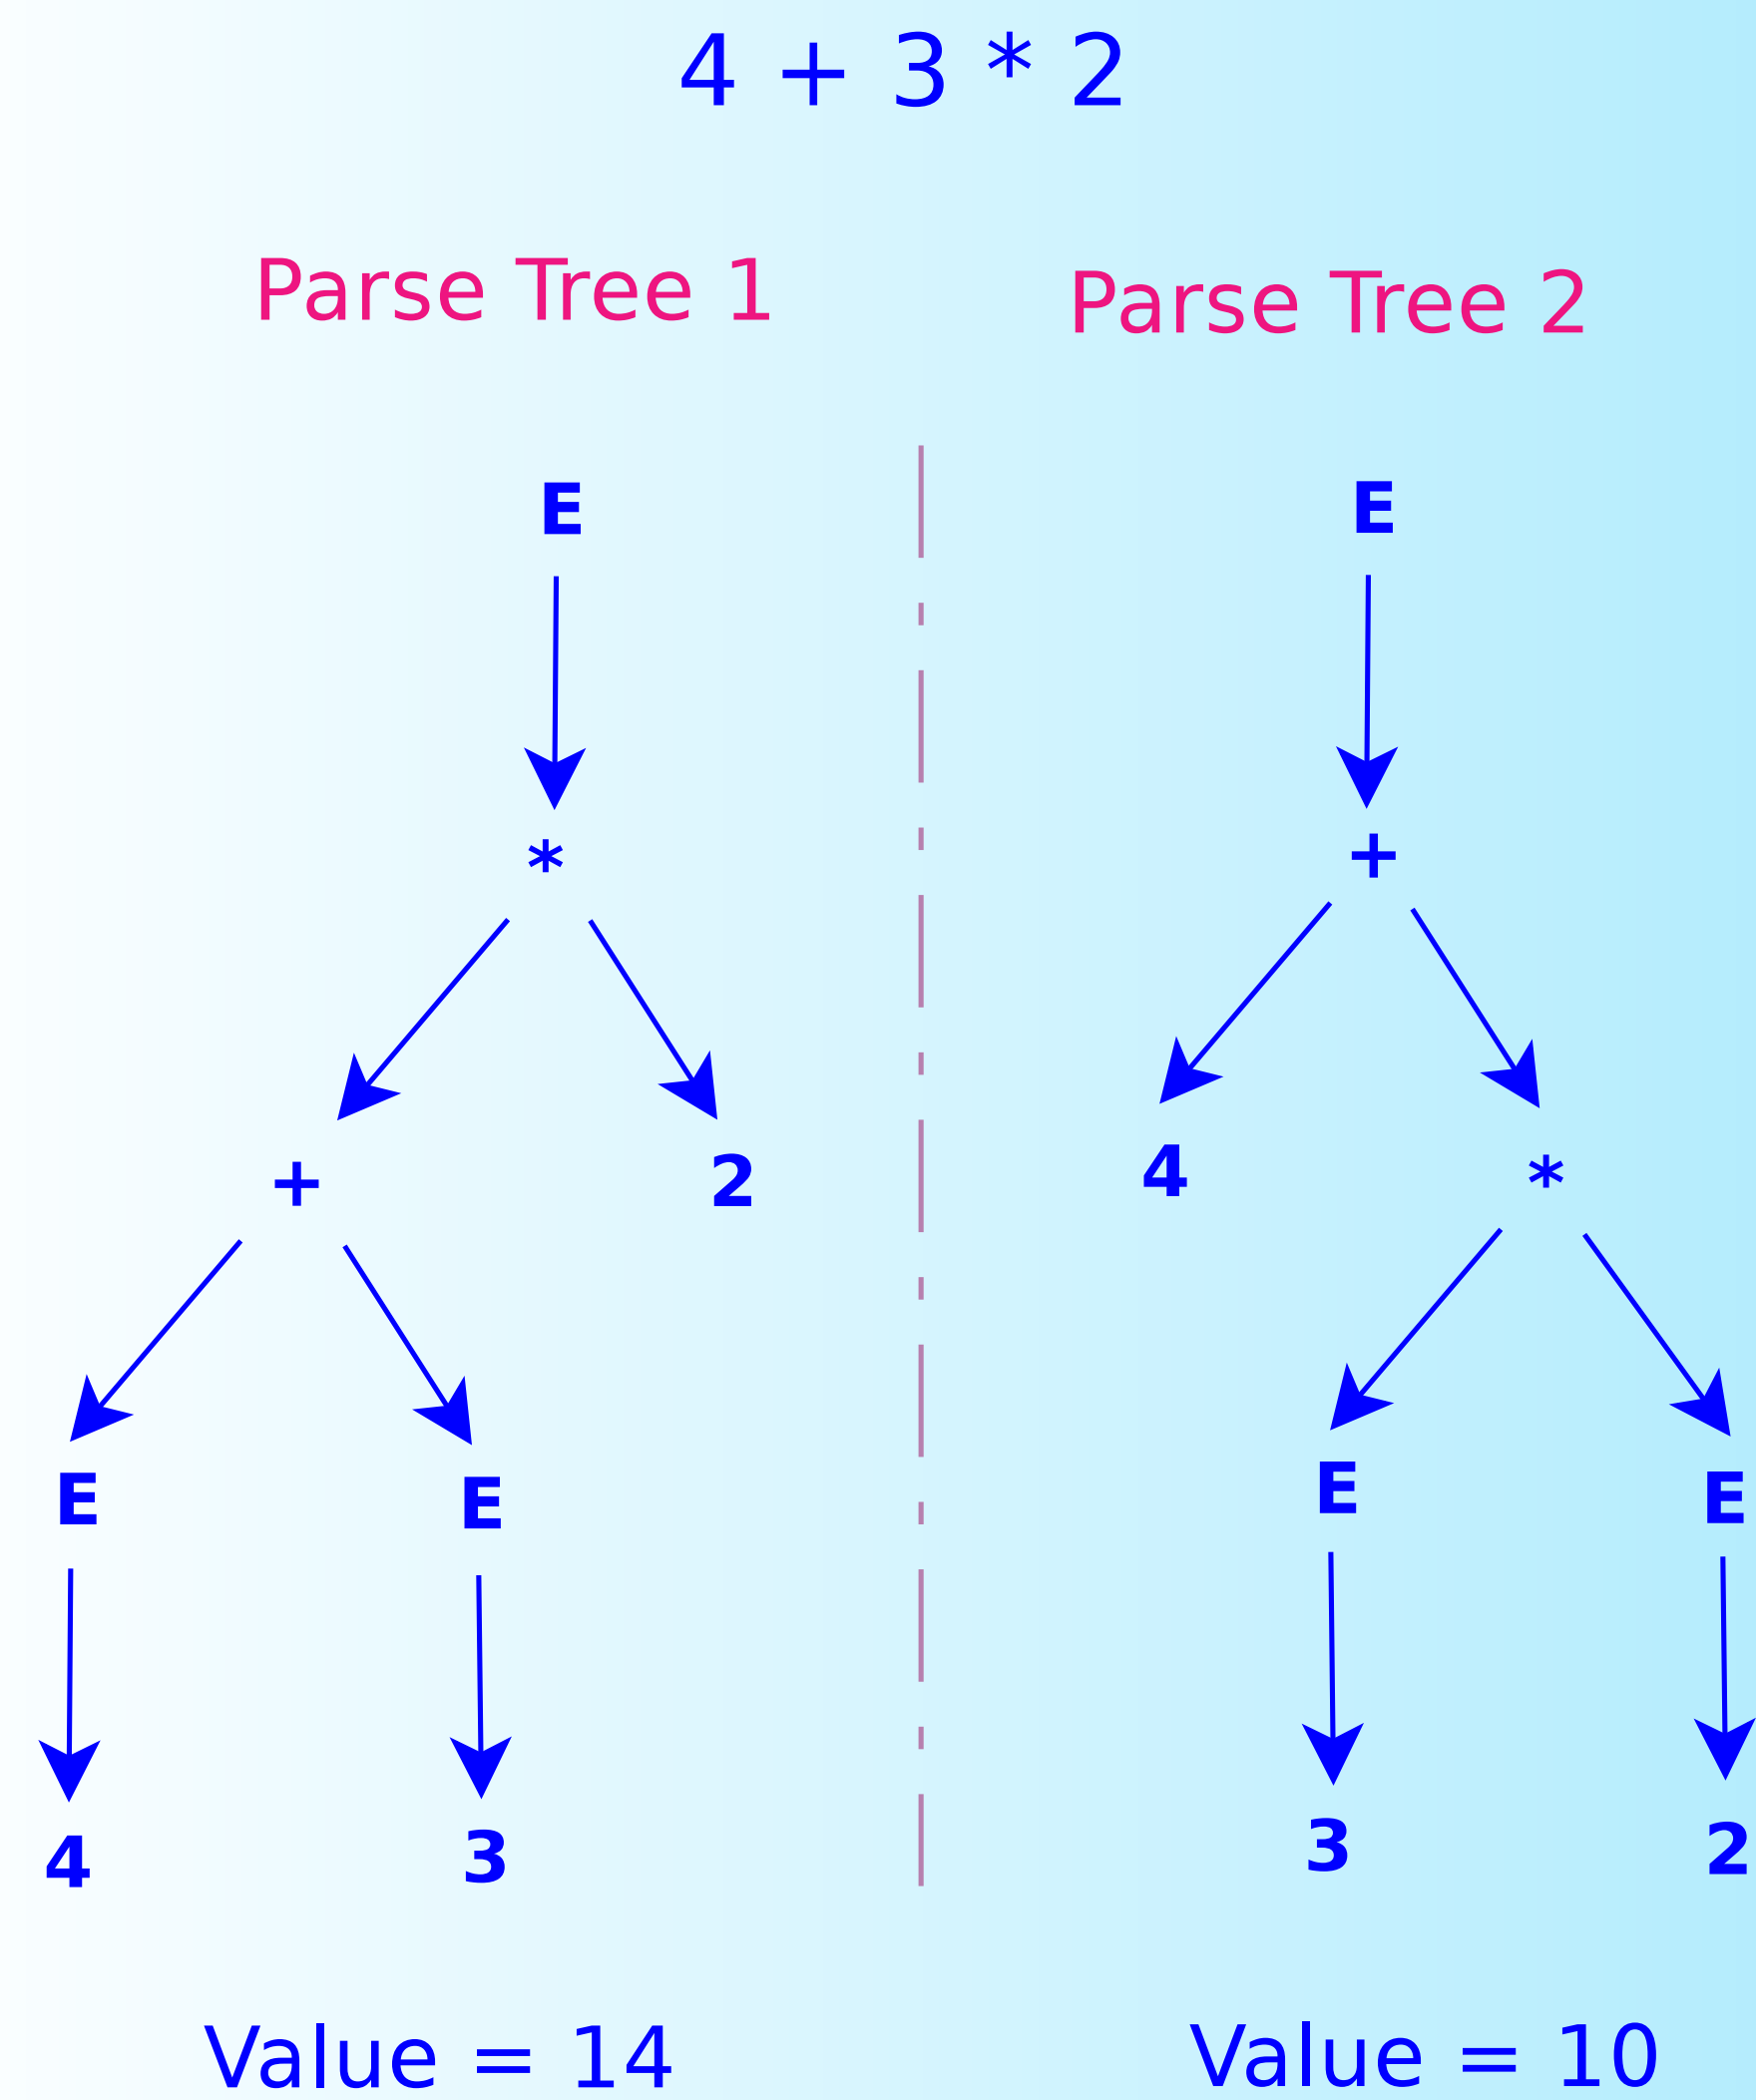 4 + 3 * 2
Parse Tree 1
Parse Tree 2
E
E
*
+
+
2
4
*
E
E
E
E
4
3
3
2
Value = 14
Value = 10